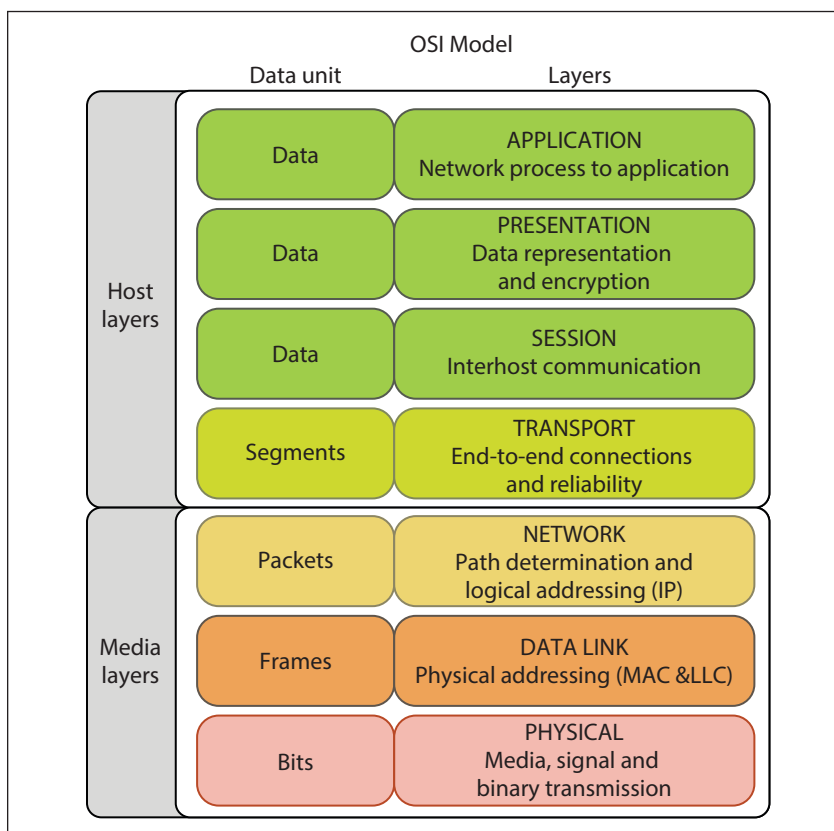 OSI Model
Data unit
Layers
Host
layers
Data
APPLICATION
Network process to application
Data
PRESENTATION
Data representation
and encryption
Data
SESSION
Interhost communication
Segments
TRANSPORT
End-to-end connections
and reliability
Media
layers
Packets
NETWORK
Path determination and
logical addressing (IP)
Frames
DATA LINK
Physical addressing (MAC &LLC)
Bits
PHYSICAL
Media, signal and
binary transmission